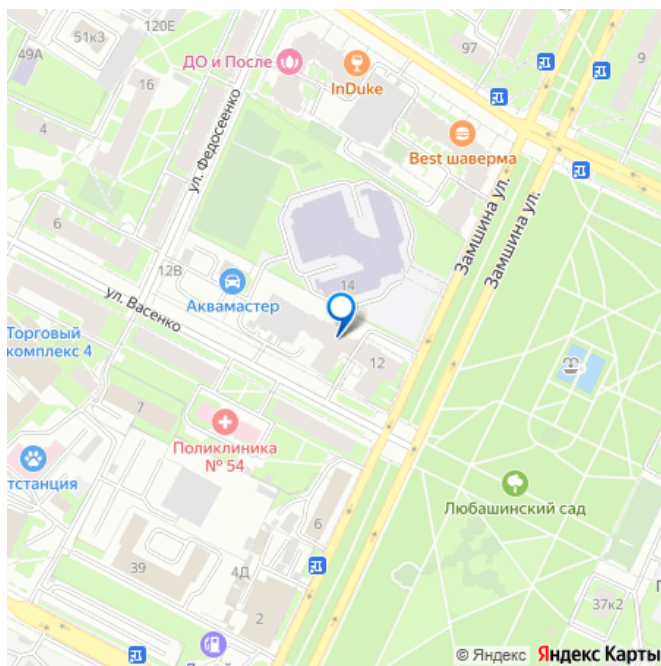 120Е
51к3
49А
97
9
ДО и После
16
InDuke
4
ул. Федосеенко
Best шаверма
Замшина ул.
Замшина ул.
6
12В
14
ул. Васенко
Аквамастер
Торговый
комплекс 4
12
7
Поликлиника
№ 54
тстанция
Любашинский сад
6
39
4Д
2
37к2
© Яндекс Яндекс Карты